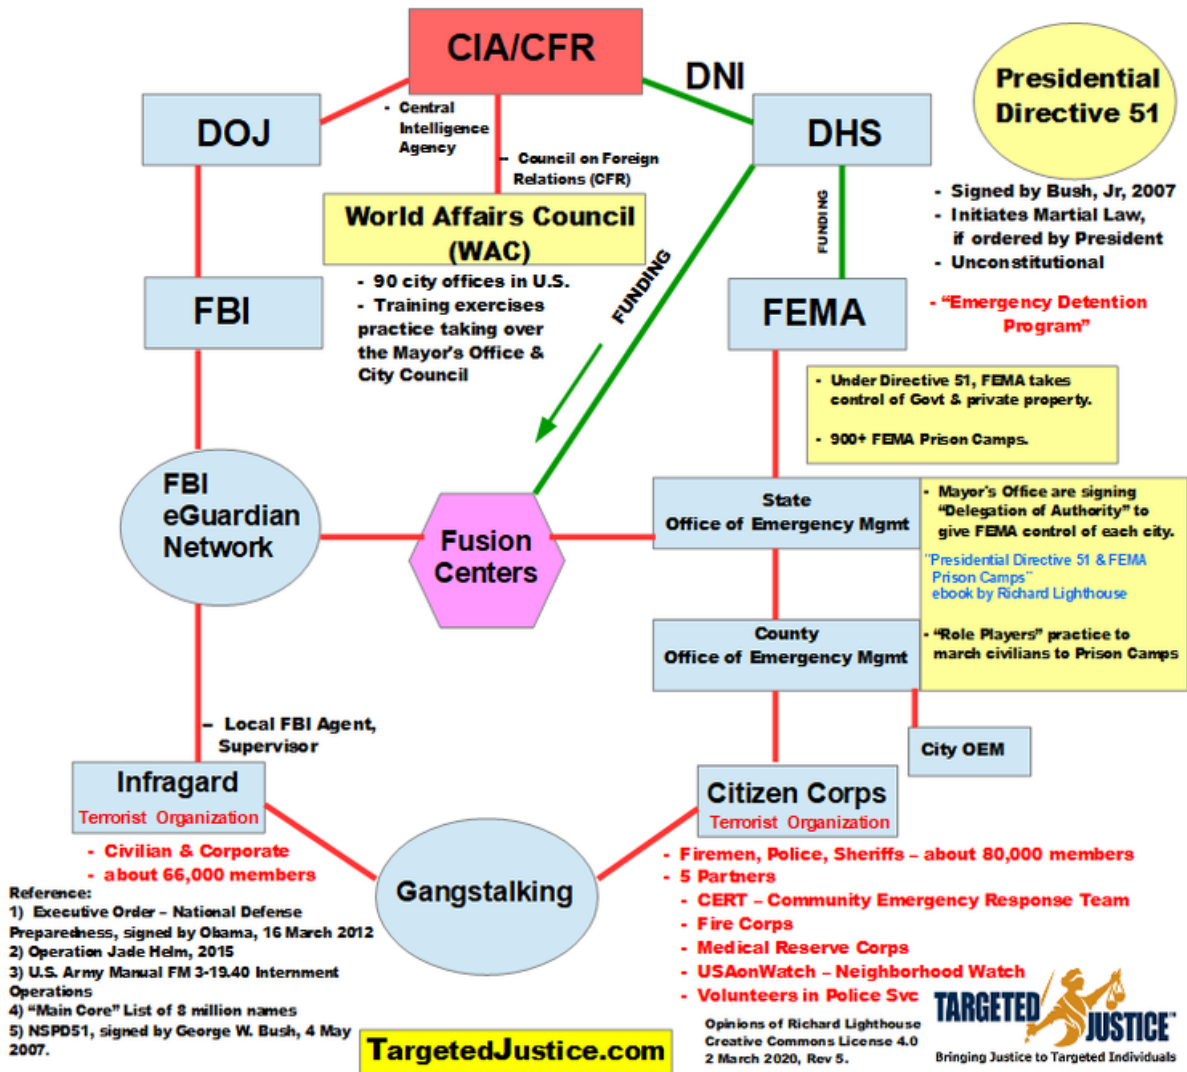 CIA/CFR
DNI
Presidential
Directive 51
DOJ
- Central
Intelligence
Agency
DHS
– Council on Foreign
Relations (CFR)
- Signed by Bush, Jr, 2007
- Initiates Martial Law,
if ordered by President
- Unconstitutional
World Affairs Council
(WAC)
FUNDING
FUNDING
- 90 city offices in U.S.
- Training exercises
practice taking over
the Mayor's Office &
City Council
FBI
FEMA
- “Emergency Detention
Program”
- Under Directive 51, FEMA takes
control of Govt & private property.
- 900+ FEMA Prison Camps.
FBI
eGuardian
Network
Fusion
Centers
State
Office of Emergency Mgmt
- Mayor's Office are signing
“Delegation of Authority” to
give FEMA control of each city.
"Presidential Directive 51 & FEMA
Prison Camps"
ebook by Richard Lighthouse
County
Office of Emergency Mgmt
- “Role Players” practice to
march civilians to Prison Camps
– Local FBI Agent,
Supervisor
City OEM
Infragard
Terrorist Organization
Citizen Corps
Terrorist Organization
- Civilian & Corporate
- about 66,000 members
Gangstalking
- Firemen, Police, Sheriffs – about 80,000 members
- 5 Partners
- CERT – Community Emergency Response Team
- Fire Corps
- Medical Reserve Corps
- USAonWatch – Neighborhood Watch
- Volunteers in Police Svc
Reference:
1) Executive Order – National Defense
Preparedness, signed by Obama, 16 March 2012
2) Operation Jade Helm, 2015
3) U.S. Army Manual FM 3-19.40 Internment
Operations
4) “Main Core” List of 8 million names
5) NSPD51, signed by George W. Bush, 4 May
2007.
TargetedJustice.com
Opinions of Richard Lighthouse
Creative Commons License 4.0
2 March 2020, Rev 5.
TARGETED
JUSTICE™
Bringing Justice to Targeted Individuals